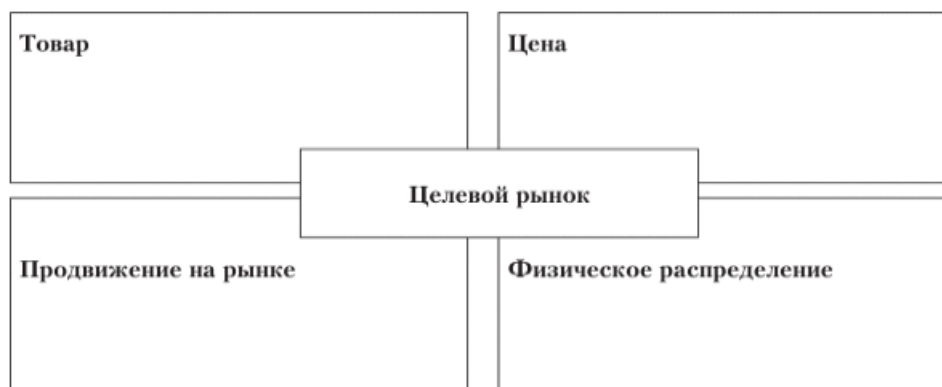 Товар
Цена
Целевой рынок
Продвижение на рынке
Физическое распределение